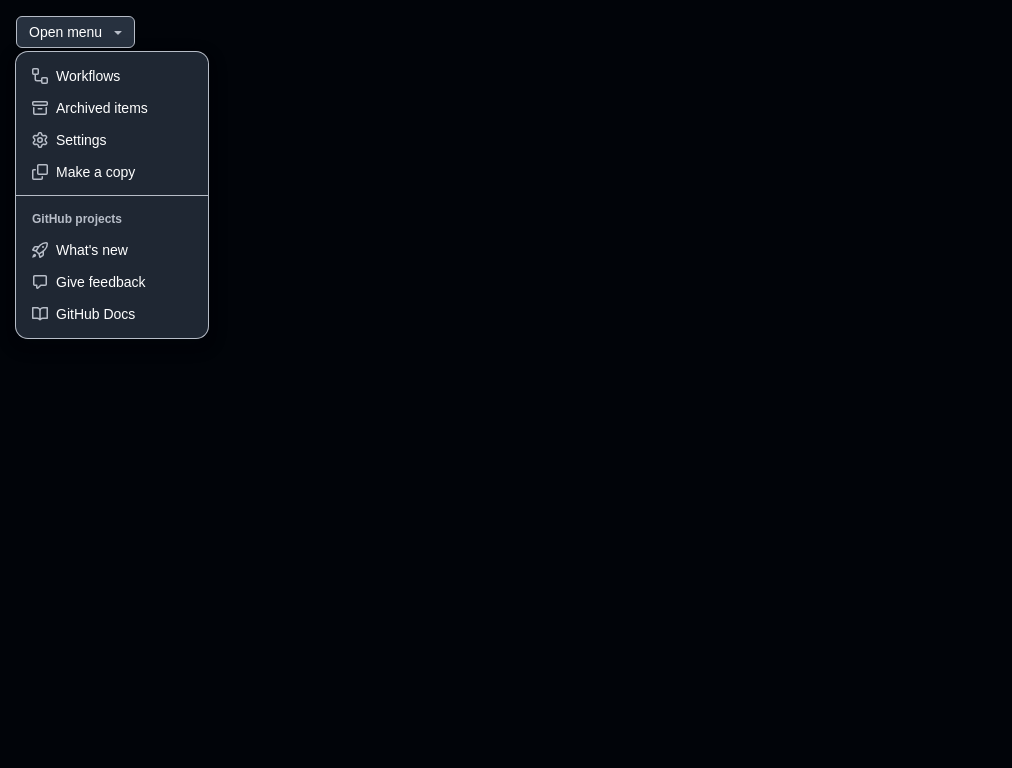 Open menu
Workflows
Archived items
Settings
Make a copy
GitHub projects
What's new
Give feedback
GitHub Docs